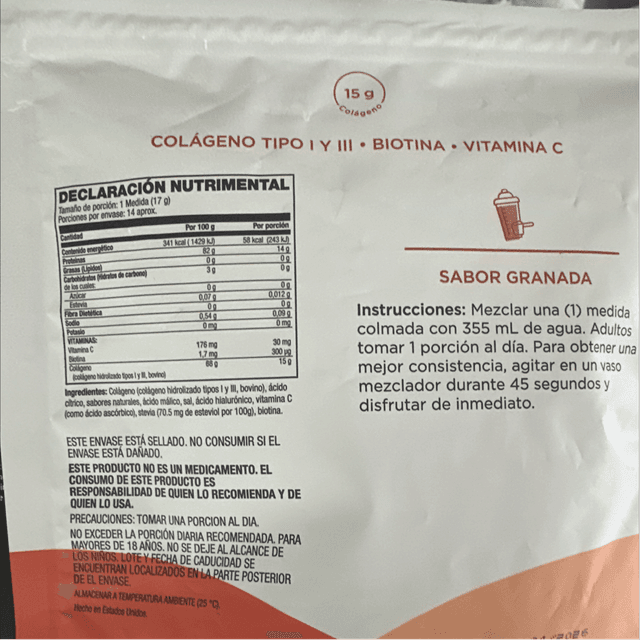 15 g
Colágeno
COLÁGENO TIPO I Y III • BIOTINA • VITAMINA C
DECLARACIÓN NUTRIMENTAL
Tamaño de porción: 1 Medida (17 g)
Porciones por envase: 14 aprox.
Cantidad Por 100 g Por porción
Contenido energético 341 kcal (1429 kJ) 58 kcal (243 kJ)
Proteínas 82 g 14 g
Grasas (Lípidos) 0 g 0 g
Carbohidratos (Hidratos de carbono) 3 g 0 g
de los cuales:
Azúcar 0 g 0 g
Estevia 0,07 g 0,012 g
Fibra Dietética 0 g 0 g
Sodio 0,54 g 0,09 g
Potasio 0 mg 0 mg
VITAMINAS:
Vitamina C 176 mg 30 mg
Biotina 1,7 mg 300 µg
Colágeno 88 g 15 g
(colágeno hidrolizado tipos I y III, bovino)
Ingredientes: Colágeno (colágeno hidrolizado tipos I y III, bovino), ácido
cítrico, sabores naturales, ácido málico, sal, ácido hialurónico, vitamina C
(como ácido ascórbico), stevia (70.5 mg de esteviol por 100g), biotina.
ESTE ENVASE ESTÁ SELLADO. NO CONSUMIR SI EL
ENVASE ESTÁ DAÑADO.
ESTE PRODUCTO NO ES UN MEDICAMENTO. EL
CONSUMO DE ESTE PRODUCTO ES
RESPONSABILIDAD DE QUIEN LO RECOMIENDA Y DE
QUIEN LO USA.
PRECAUCIONES: TOMAR UNA PORCION AL DIA.
NO EXCEDER LA PORCIÓN DIARIA RECOMENDADA. PARA
MAYORES DE 18 AÑOS. NO SE DEJE AL ALCANCE DE
LOS NIÑOS. LOTE Y FECHA DE CADUCIDAD SE
ENCUENTRAN LOCALIZADOS EN LA PARTE POSTERIOR
DE EL ENVASE.
ALMACENAR A TEMPERATURA AMBIENTE (25 °C).
Hecho en Estados Unidos
SABOR GRANADA
Instrucciones: Mezclar una (1) medida
colmada con 355 mL de agua. Adultos
tomar 1 porción al día. Para obtener una
mejor consistencia, agitar en un vaso
mezclador durante 45 segundos y
disfrutar de inmediato.